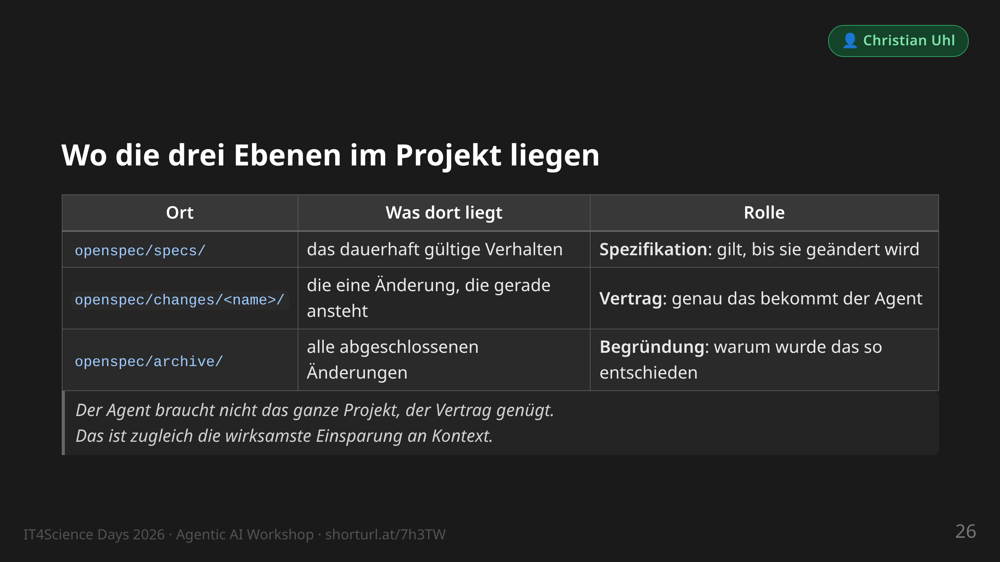 👤 Christian Uhl
Wo die drei Ebenen im Projekt liegen
Ort Was dort liegt Rolle
openspec/specs/ das dauerhaft gültige Verhalten Spezifikation: gilt, bis sie geändert wird
openspec/changes/<name>/ die eine Änderung, die gerade
ansteht
Vertrag: genau das bekommt der Agent
openspec/archive/ alle abgeschlossenen
Änderungen
Begründung: warum wurde das so
entschieden
Der Agent braucht nicht das ganze Projekt, der Vertrag genügt.
Das ist zugleich die wirksamste Einsparung an Kontext.
IT4Science Days 2026 · Agentic AI Workshop · shorturl.at/7h3TW
26